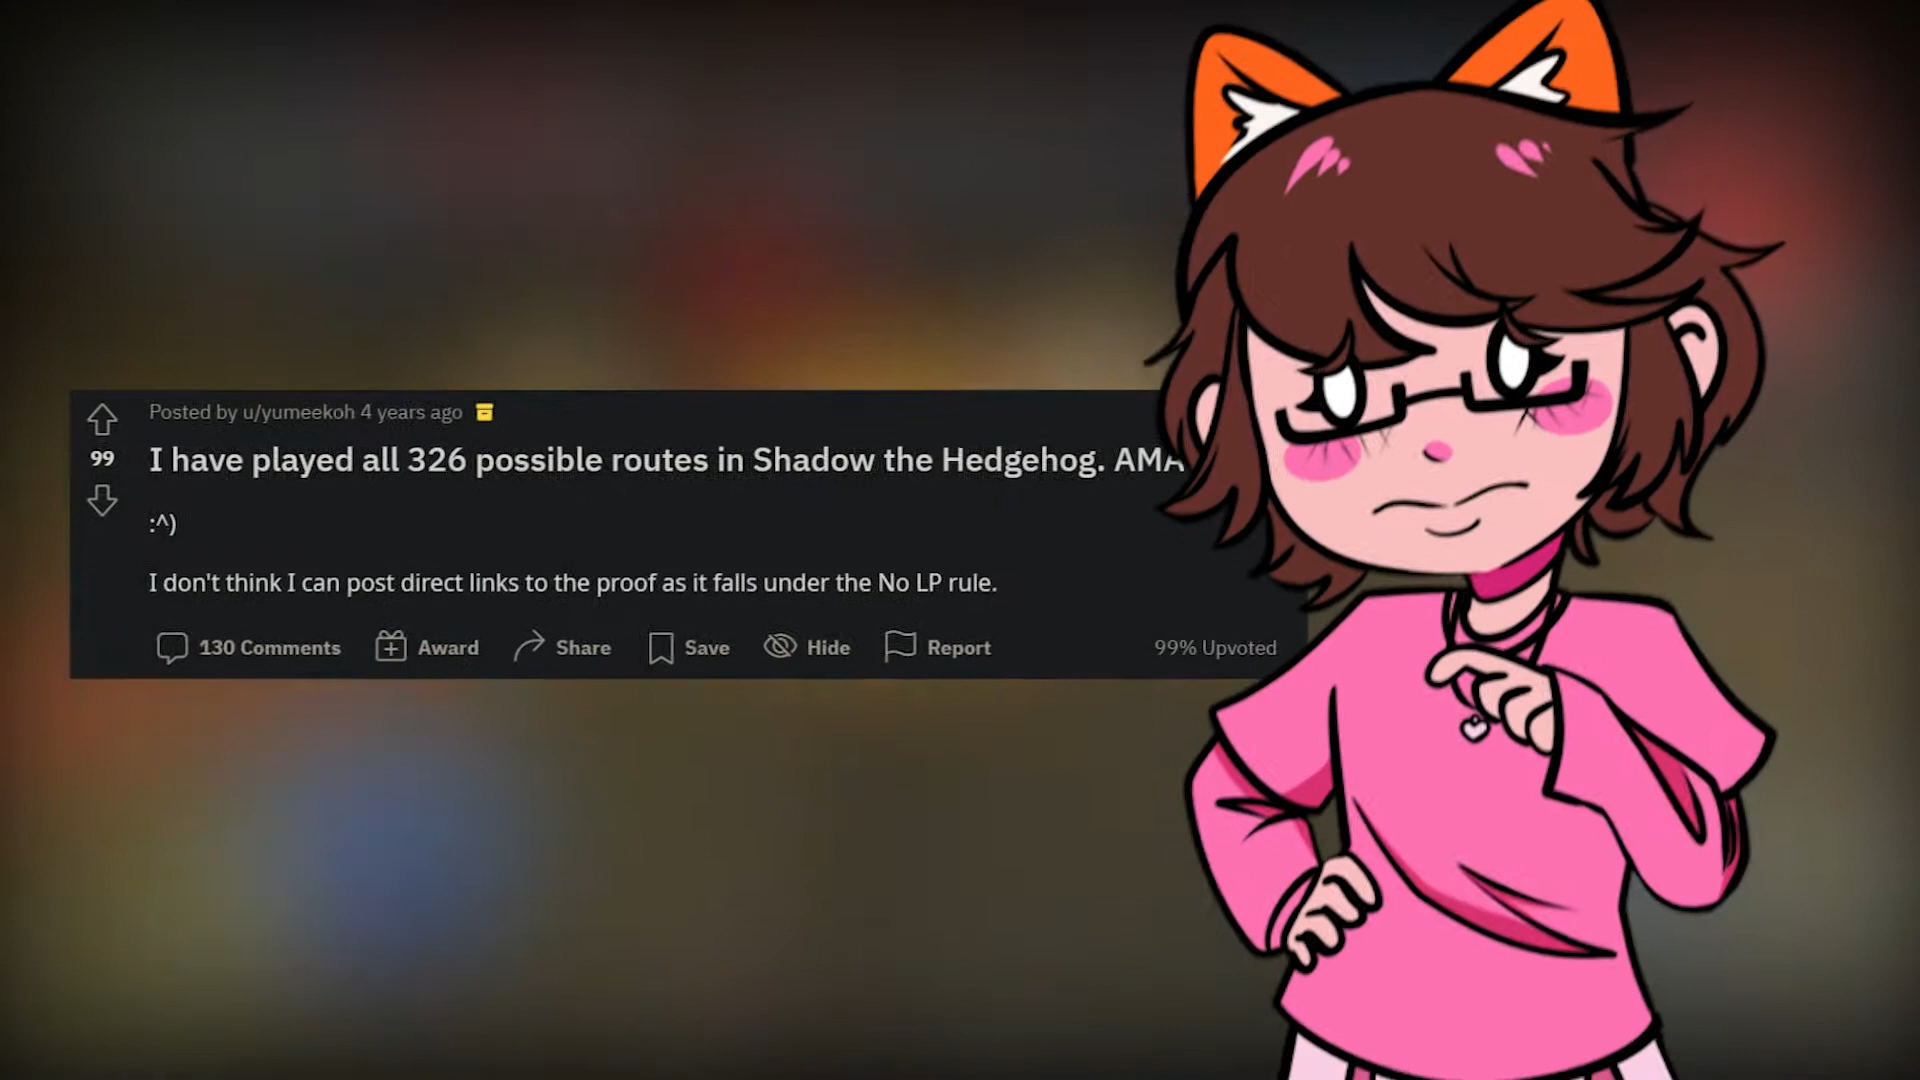 Posted by u/yumeekoh 4 years ago
99
I have played all 326 possible routes in Shadow the Hedgehog. AMA
:^)
I don't think I can post direct links to the proof as it falls under the No LP rule.
130 Comments Award Share Save Hide Report 99% Upvoted